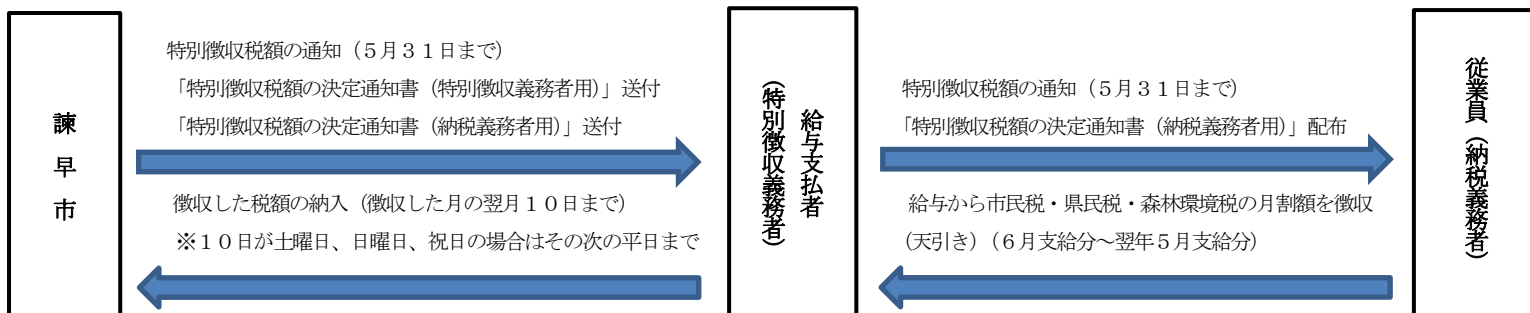 諫早市
特別徴収税額の通知（５月３１日まで）
「特別徴収税額の決定通知書（特別徴収義務者用）」送付
「特別徴収税額の決定通知書（納税義務者用）」送付
徴収した税額の納入（徴収した月の翌月１０日まで）
※１０日が土曜日、日曜日、祝日の場合はその次の平日まで
給与支払者
（特別徴収義務者）
特別徴収税額の通知（５月３１日まで）
「特別徴収税額の決定通知書（納税義務者用）」配布
給与から市民税・県民税・森林環境税の月割額を徴収
（天引き）（６月支給分～翌年５月支給分）
従業員（納税義務者）